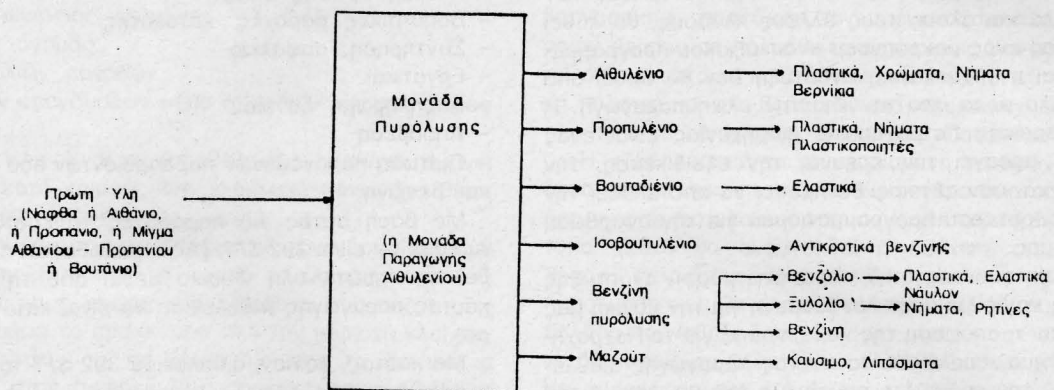 Πρώτη Ύλη
(Νάφθα ή Αιθάνιο,
ή Προπάνιο, ή Μίγμα
Αιθανίου - Προπανίου
ή Βουτάνιο)
Μονάδα
Πυρόλυσης
(η Μονάδα
Παραγωγής
Αιθυλενίου)
Αιθυλένιο
Πλαστικά, Χρώματα, Νήματα
Βερνίκια
Προπυλένιο
Πλαστικά, Νήματα
Πλαστικοποιητές
Βουταδιένιο
Ελαστικά
Ισοβουτυλένιο
Αντικροτικά βενζίνης
Βενζίνη
πυρόλυσης
Βενζόλιο
Πλαστικά, Ελαστικά
Νάυλον
Ξυλόλιο
Νήματα, Ρητίνες
Βενζίνη
Μαζούτ
Καύσιμο, Λιπάσματα